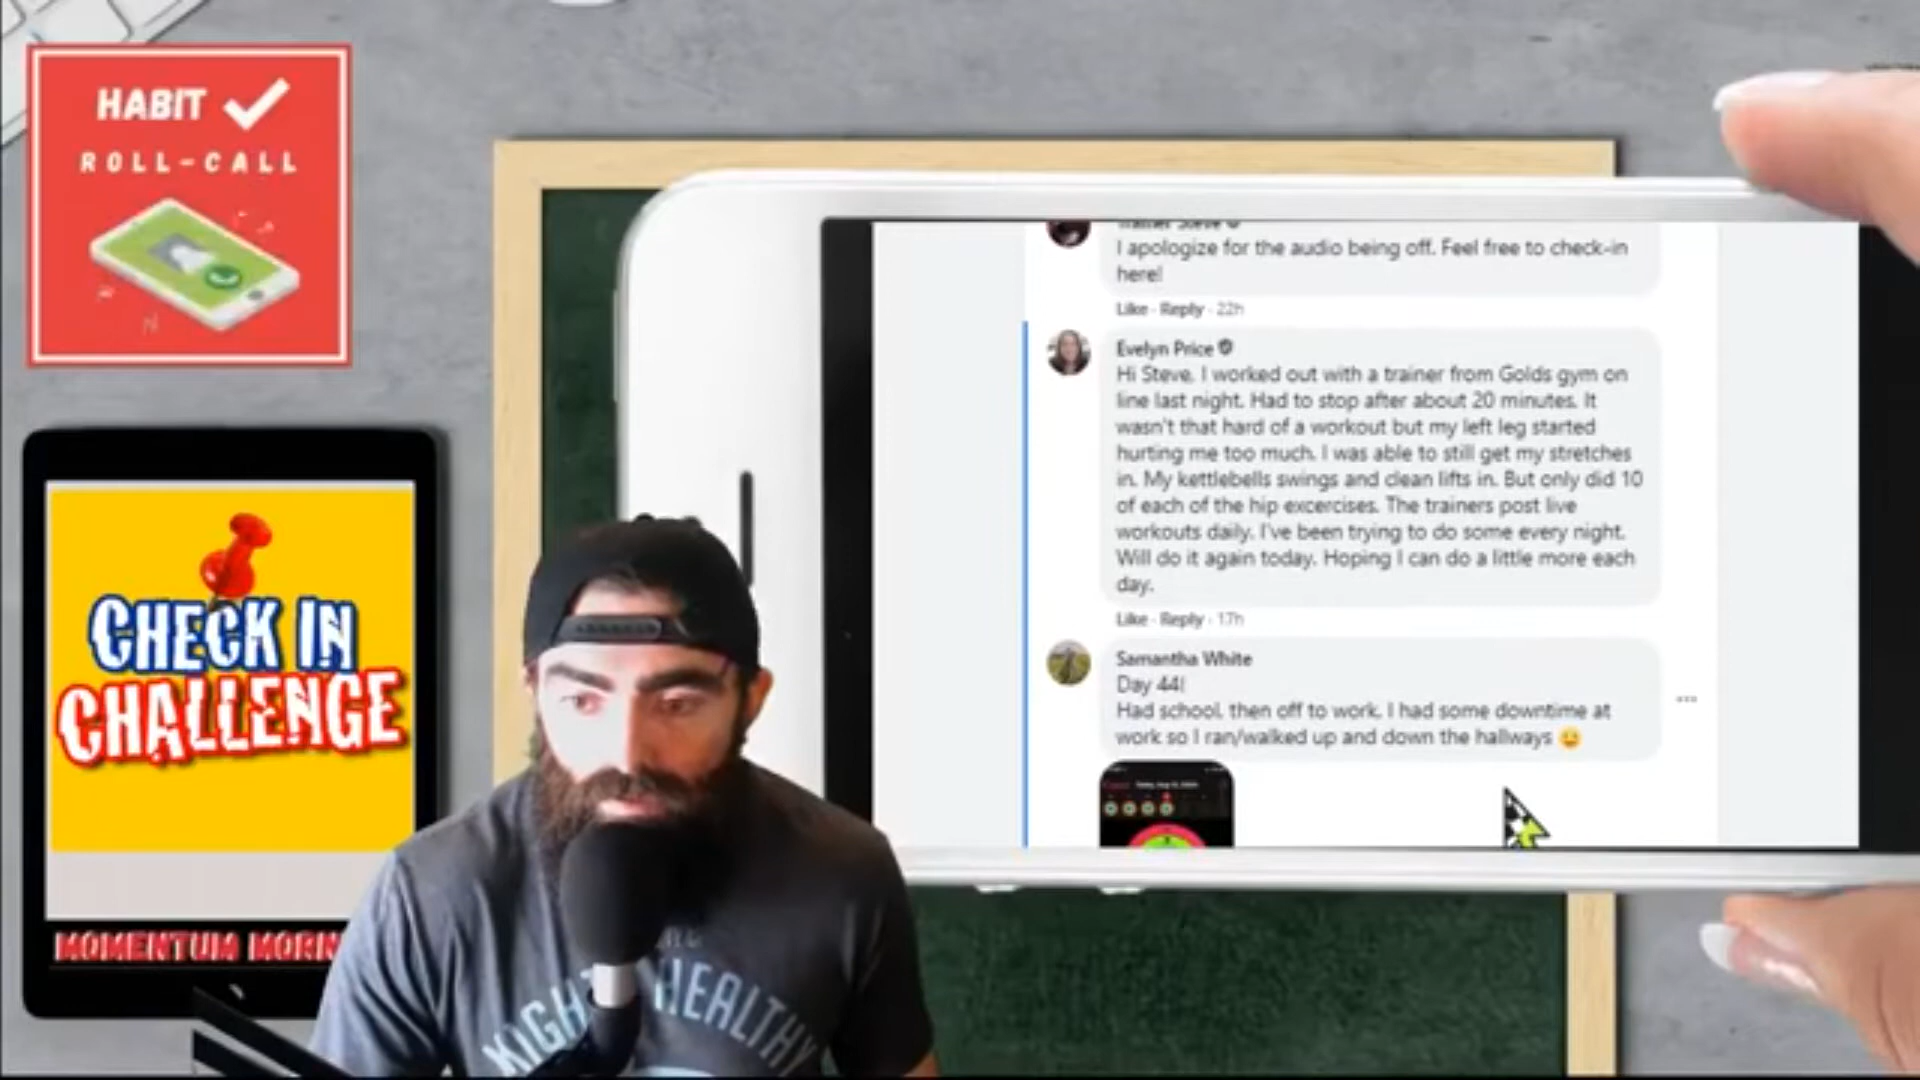 HABIT
ROLL-CALL
CHECK IN
CHALLENGE
MOMENTUM MORN
Trainer Steve
I apologize for the audio being off. Feel free to check-in
here!
Like · Reply · 22h
Evelyn Price
Hi Steve, I worked out with a trainer from Golds gym on
line last night. Had to stop after about 20 minutes. It
wasn't that hard of a workout but my left leg started
hurting me too much. I was able to still get my stretches
in. My kettlebells swings and clean lifts in. But only did 10
of each of the hip excercises. The trainers post live
workouts daily. I've been trying to do some every night.
Will do it again today. Hoping I can do a little more each
day.
Like · Reply · 17h
Samantha White
Day 44!
Had school, then off to work. I had some downtime at
work so I ran/walked up and down the hallways
HEALTHY